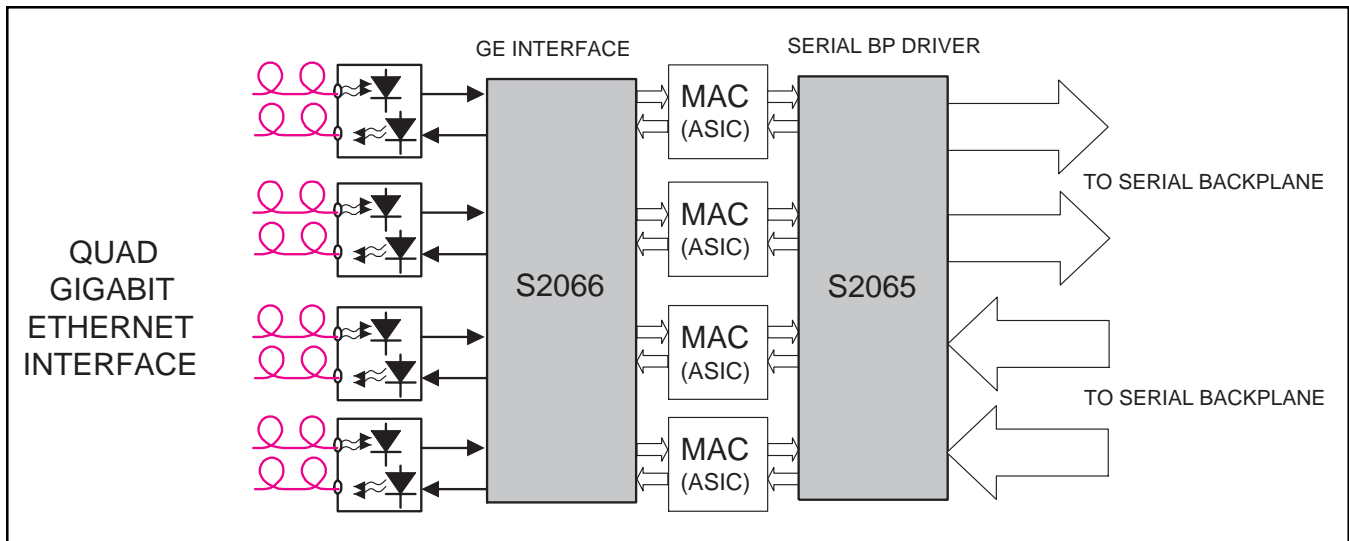 GE INTERFACE
SERIAL BP DRIVER
QUAD
GIGABIT
ETHERNET
INTERFACE
S2066
MAC
(ASIC)
MAC
(ASIC)
MAC
(ASIC)
MAC
(ASIC)
S2065
TO SERIAL BACKPLANE
TO SERIAL BACKPLANE